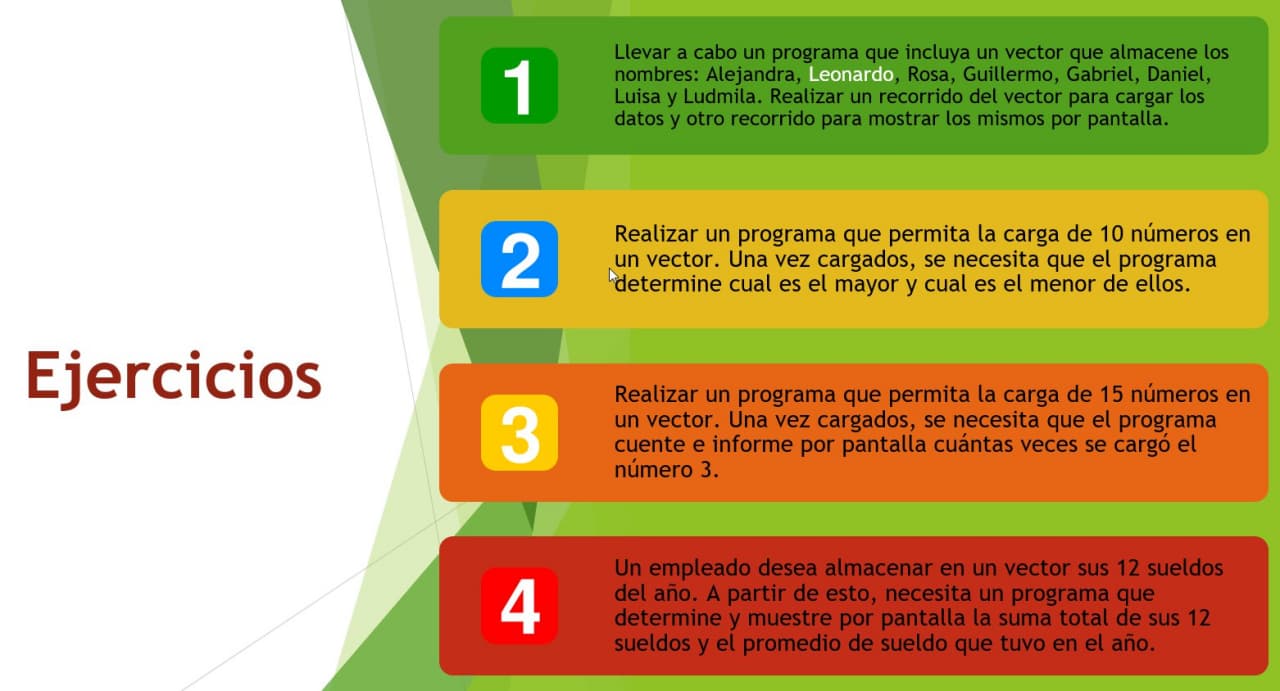 Ejercicios
1
Llevar a cabo un programa que incluya un vector que almacene los
nombres: Alejandra, Leonardo, Rosa, Guillermo, Gabriel, Daniel,
Luisa y Ludmila. Realizar un recorrido del vector para cargar los
datos y otro recorrido para mostrar los mismos por pantalla.
2
Realizar un programa que permita la carga de 10 números en
un vector. Una vez cargados, se necesita que el programa
determine cual es el mayor y cual es el menor de ellos.
3
Realizar un programa que permita la carga de 15 números en
un vector. Una vez cargados, se necesita que el programa
cuente e informe por pantalla cuántas veces se cargó el
número 3.
4
Un empleado desea almacenar en un vector sus 12 sueldos
del año. A partir de esto, necesita un programa que
determine y muestre por pantalla la suma total de sus 12
sueldos y el promedio de sueldo que tuvo en el año.